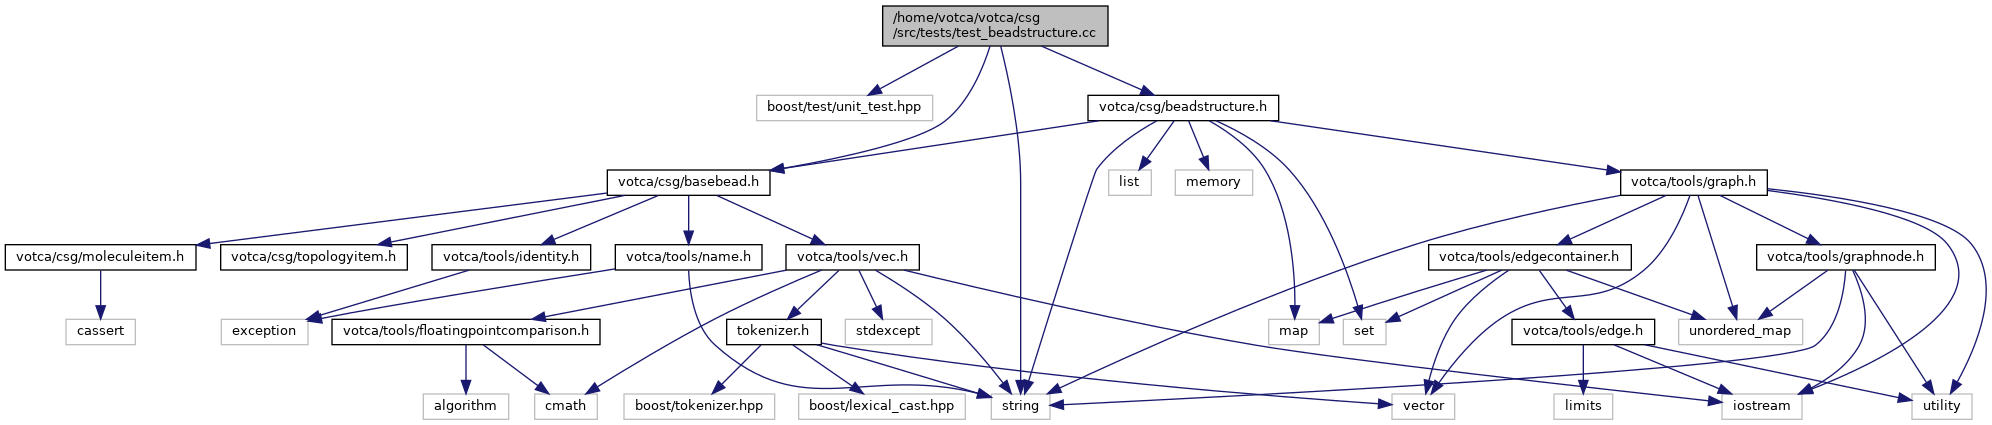 /home/votca/votca/csg
/src/tests/test_beadstructure.cc
boost/test/unit_test.hpp
votca/csg/beadstructure.h
votca/csg/basebead.h
list
memory
votca/tools/graph.h
votca/csg/moleculeitem.h
votca/csg/topologyitem.h
votca/tools/identity.h
votca/tools/name.h
votca/tools/vec.h
votca/tools/edgecontainer.h
votca/tools/graphnode.h
cassert
exception
votca/tools/floatingpointcomparison.h
tokenizer.h
stdexcept
map
set
votca/tools/edge.h
unordered_map
algorithm
cmath
boost/tokenizer.hpp
boost/lexical_cast.hpp
string
vector
limits
iostream
utility